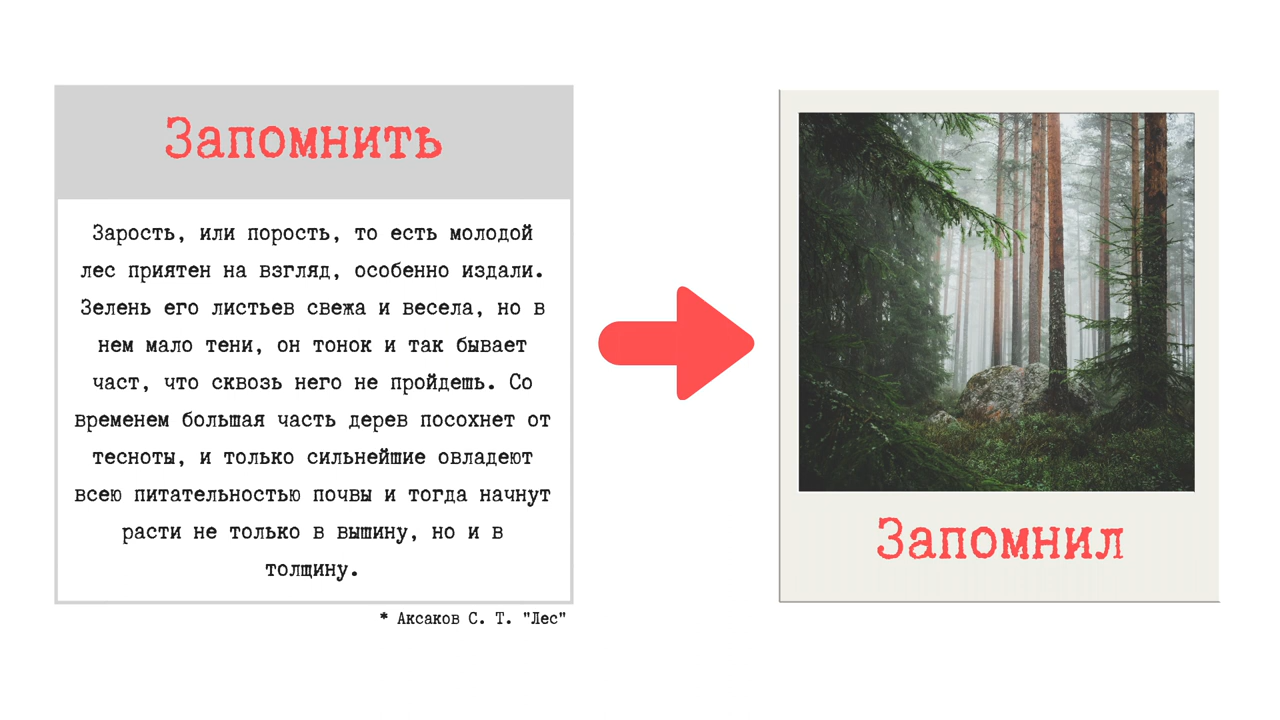 Запомнить
Зарость, или порость, то есть молодой
лес приятен на взгляд, особенно издали.
Зелень его листьев свежа и весела, но в
нем мало тени, он тонок и так бывает
част, что сквозь него не пройдешь. Со
временем большая часть дерев посохнет от
тесноты, и только сильнейшие овладеют
всею питательностью почвы и тогда начнут
расти не только в вышину, но и в
толщину.
* Аксаков С. Т. "Лес"
Запомнил